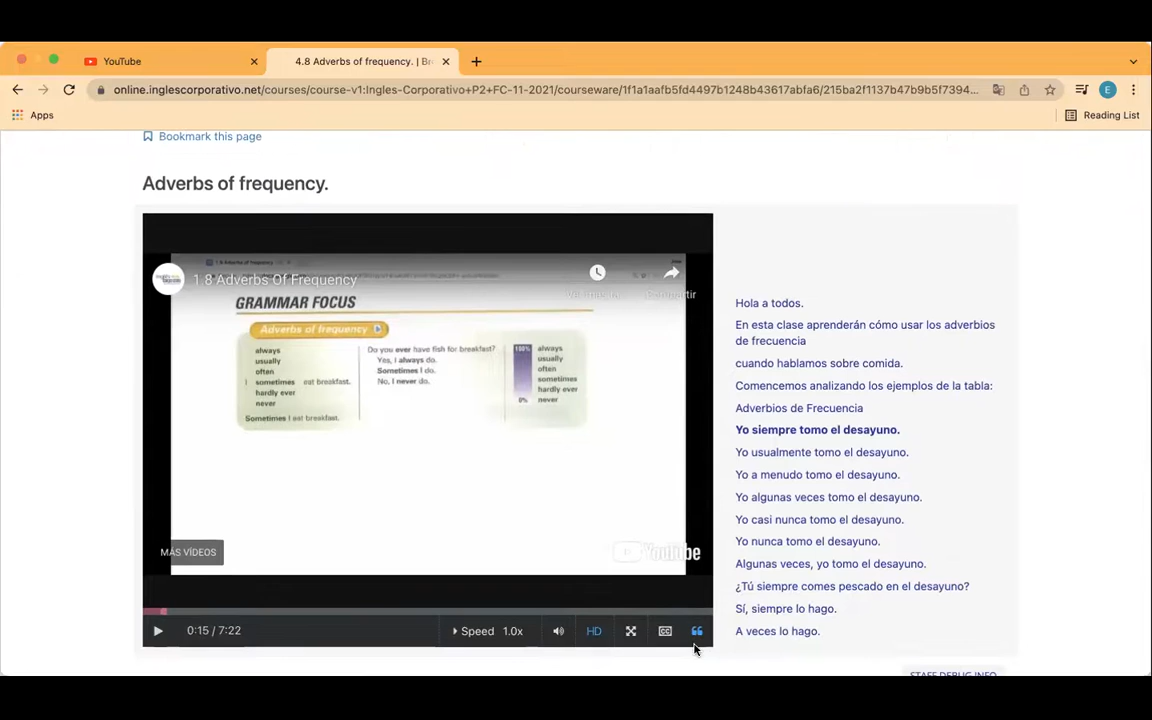 YouTube
4.8 Adverbs of frequency. | Br
online.inglescorporativo.net/courses/course-v1:Ingles-Corporativo+P2+FC-11-2021/courseware/1f1a1aafb5fd4497b1248b43617abfa6/215ba2f1137b47b9b5f7394...
E
Apps
Reading List
Bookmark this page
Adverbs of frequency.
1 8 Adverbs Of Frequency
GRAMMAR FOCUS
Adverbs of frequency
always
usually
often
I sometimes eat breakfast.
hardly ever
never
Sometimes I eat breakfast.
Do you ever have fish for breakfast?
Yes, I always do.
Sometimes I do.
No, I never do.
100% always
usually
often
sometimes
hardly ever
0% never
MÁS VÍDEOS
YouTube
0:15 / 7:22
Speed 1.0x
HD
CC
Hola a todos.
En esta clase aprenderán cómo usar los adverbios
de frecuencia
cuando hablamos sobre comida.
Comencemos analizando los ejemplos de la tabla:
Adverbios de Frecuencia
Yo siempre tomo el desayuno.
Yo usualmente tomo el desayuno.
Yo a menudo tomo el desayuno.
Yo algunas veces tomo el desayuno.
Yo casi nunca tomo el desayuno.
Yo nunca tomo el desayuno.
Algunas veces, yo tomo el desayuno.
¿Tú siempre comes pescado en el desayuno?
Sí, siempre lo hago.
A veces lo hago.
STAFF DEBUG INFO